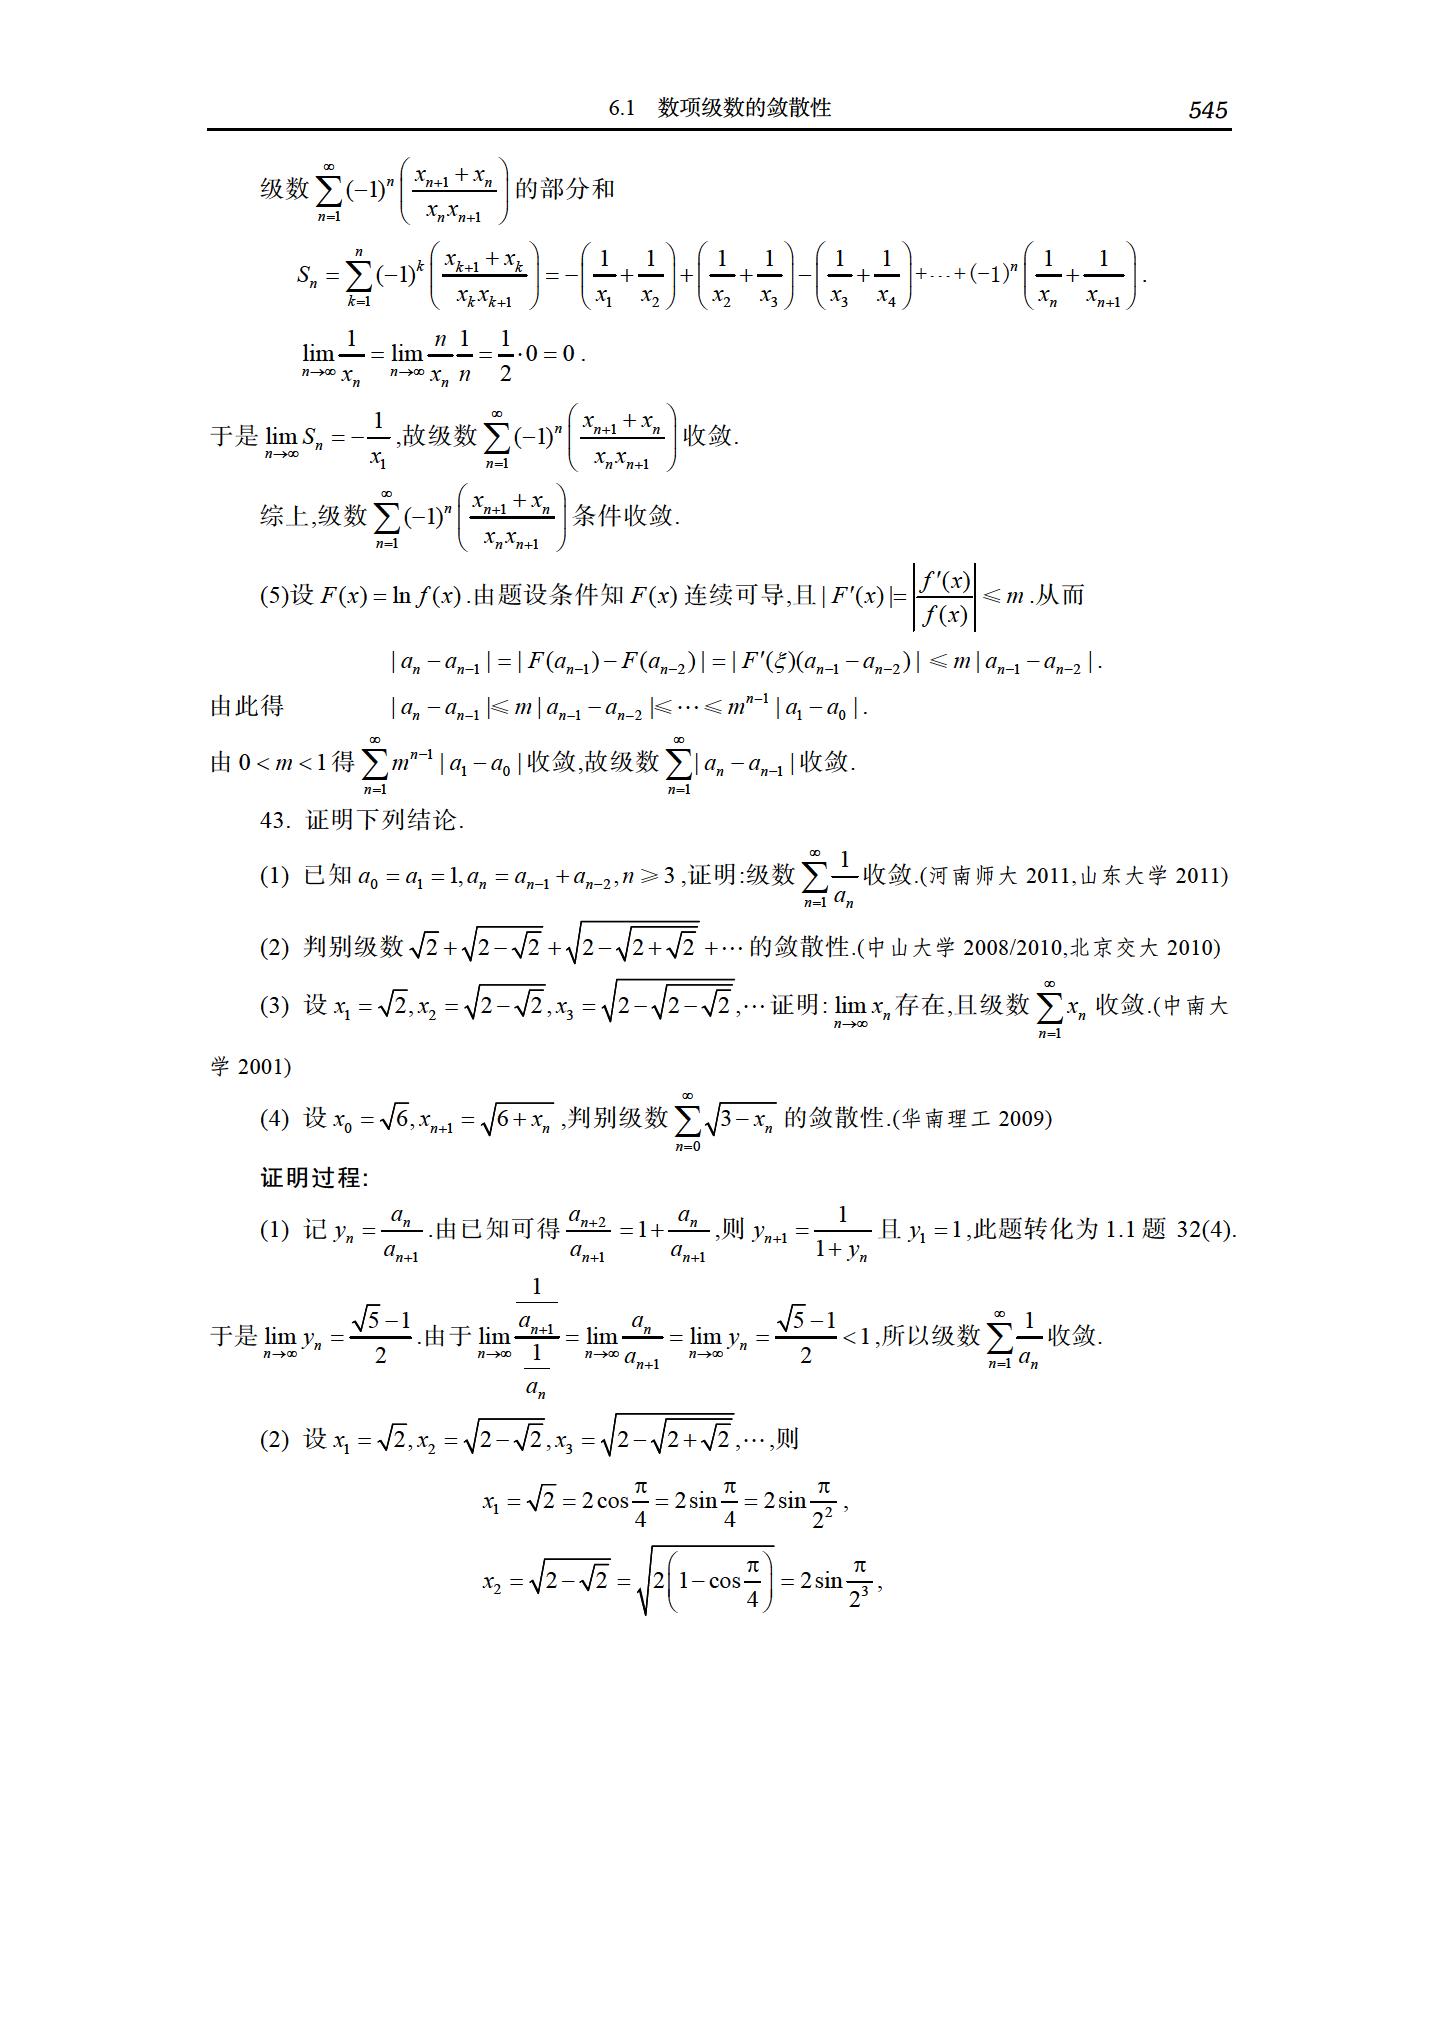 6.1 数项级数的敛散性 545
级数 $\sum_{n=1}^{\infty}(-1)^n\left(\frac{x_{n+1}+x_n}{x_n x_{n+1}}\right)$ 的部分和
$S_n=\sum_{k=1}^{n}(-1)^k\left(\frac{x_{k+1}+x_k}{x_k x_{k+1}}\right)=-\left(\frac{1}{x_1}+\frac{1}{x_2}\right)+\left(\frac{1}{x_2}+\frac{1}{x_3}\right)-\left(\frac{1}{x_3}+\frac{1}{x_4}\right)+\cdots+(-1)^n\left(\frac{1}{x_n}+\frac{1}{x_{n+1}}\right).$
$\lim_{n\to\infty}\frac{1}{x_n}=\lim_{n\to\infty}\frac{n}{x_n}\frac{1}{n}=\frac{1}{2}\cdot 0=0.$
于是 $\lim_{n\to\infty}S_n=-\frac{1}{x_1}$,故级数 $\sum_{n=1}^{\infty}(-1)^n\left(\frac{x_{n+1}+x_n}{x_n x_{n+1}}\right)$ 收敛.
综上,级数 $\sum_{n=1}^{\infty}(-1)^n\left(\frac{x_{n+1}+x_n}{x_n x_{n+1}}\right)$ 条件收敛.
(5)设 $F(x)=\ln f(x)$.由题设条件知 $F(x)$ 连续可导,且 $|F'(x)|=\left|\frac{f'(x)}{f(x)}\right|\leqslant m$.从而
$|a_n-a_{n-1}|=|F(a_{n-1})-F(a_{n-2})|=|F'(\xi)(a_{n-1}-a_{n-2})|\leqslant m|a_{n-1}-a_{n-2}|.$
由此得 $|a_n-a_{n-1}|\leqslant m|a_{n-1}-a_{n-2}|\leqslant\cdots\leqslant m^{n-1}|a_1-a_0|.$
由 $0<m<1$ 得 $\sum_{n=1}^{\infty}m^{n-1}|a_1-a_0|$ 收敛,故级数 $\sum_{n=1}^{\infty}|a_n-a_{n-1}|$ 收敛.
43. 证明下列结论.
(1) 已知 $a_0=a_1=1,a_n=a_{n-1}+a_{n-2},n\geqslant 3$,证明:级数 $\sum_{n=1}^{\infty}\frac{1}{a_n}$ 收敛.(河南师大 2011,山东大学 2011)
(2) 判别级数 $\sqrt{2}+\sqrt{2-\sqrt{2}}+\sqrt{2-\sqrt{2+\sqrt{2}}}+\cdots$ 的敛散性.(中山大学 2008/2010,北京交大 2010)
(3) 设 $x_1=\sqrt{2},x_2=\sqrt{2-\sqrt{2}},x_3=\sqrt{2-\sqrt{2-\sqrt{2}}},\cdots$ 证明: $\lim_{n\to\infty}x_n$ 存在,且级数 $\sum_{n=1}^{\infty}x_n$ 收敛.(中南大
学 2001)
(4) 设 $x_0=\sqrt{6},x_{n+1}=\sqrt{6+x_n}$,判别级数 $\sum_{n=0}^{\infty}\sqrt{3-x_n}$ 的敛散性.(华南理工 2009)
证明过程:
(1) 记 $y_n=\frac{a_n}{a_{n+1}}$.由已知可得 $\frac{a_{n+2}}{a_{n+1}}=1+\frac{a_n}{a_{n+1}}$,则 $y_{n+1}=\frac{1}{1+y_n}$ 且 $y_1=1$,此题转化为 1.1 题 32(4).
于是 $\lim_{n\to\infty}y_n=\frac{\sqrt{5}-1}{2}$.由于 $\lim_{n\to\infty}\frac{\frac{1}{a_{n+1}}}{\frac{1}{a_n}}=\lim_{n\to\infty}\frac{a_n}{a_{n+1}}=\lim_{n\to\infty}y_n=\frac{\sqrt{5}-1}{2}<1$,所以级数 $\sum_{n=1}^{\infty}\frac{1}{a_n}$ 收敛.
(2) 设 $x_1=\sqrt{2},x_2=\sqrt{2-\sqrt{2}},x_3=\sqrt{2-\sqrt{2+\sqrt{2}}},\cdots$,则
$x_1=\sqrt{2}=2\cos\frac{\pi}{4}=2\sin\frac{\pi}{4}=2\sin\frac{\pi}{2^2},$
$x_2=\sqrt{2-\sqrt{2}}=\sqrt{2\left(1-\cos\frac{\pi}{4}\right)}=2\sin\frac{\pi}{2^3},$